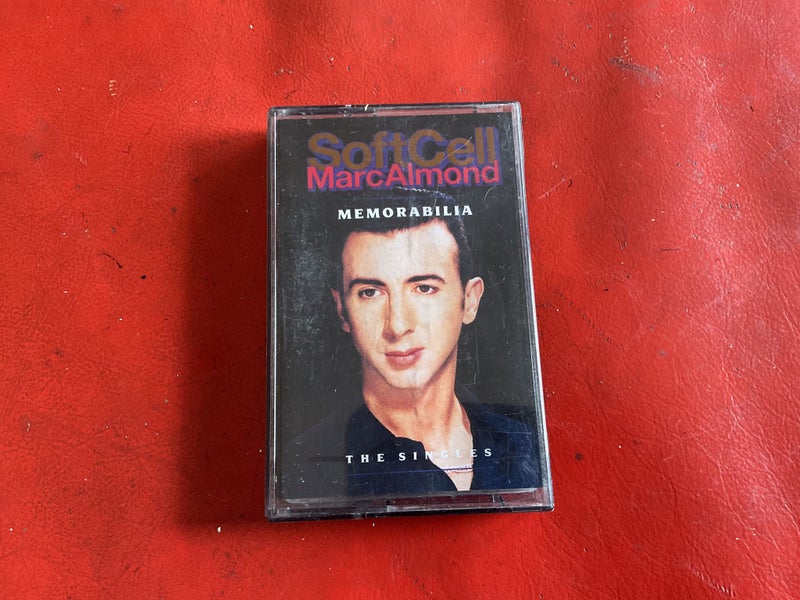 SoftCell
MarcAlmond
MEMORABILIA
THE SINGLES